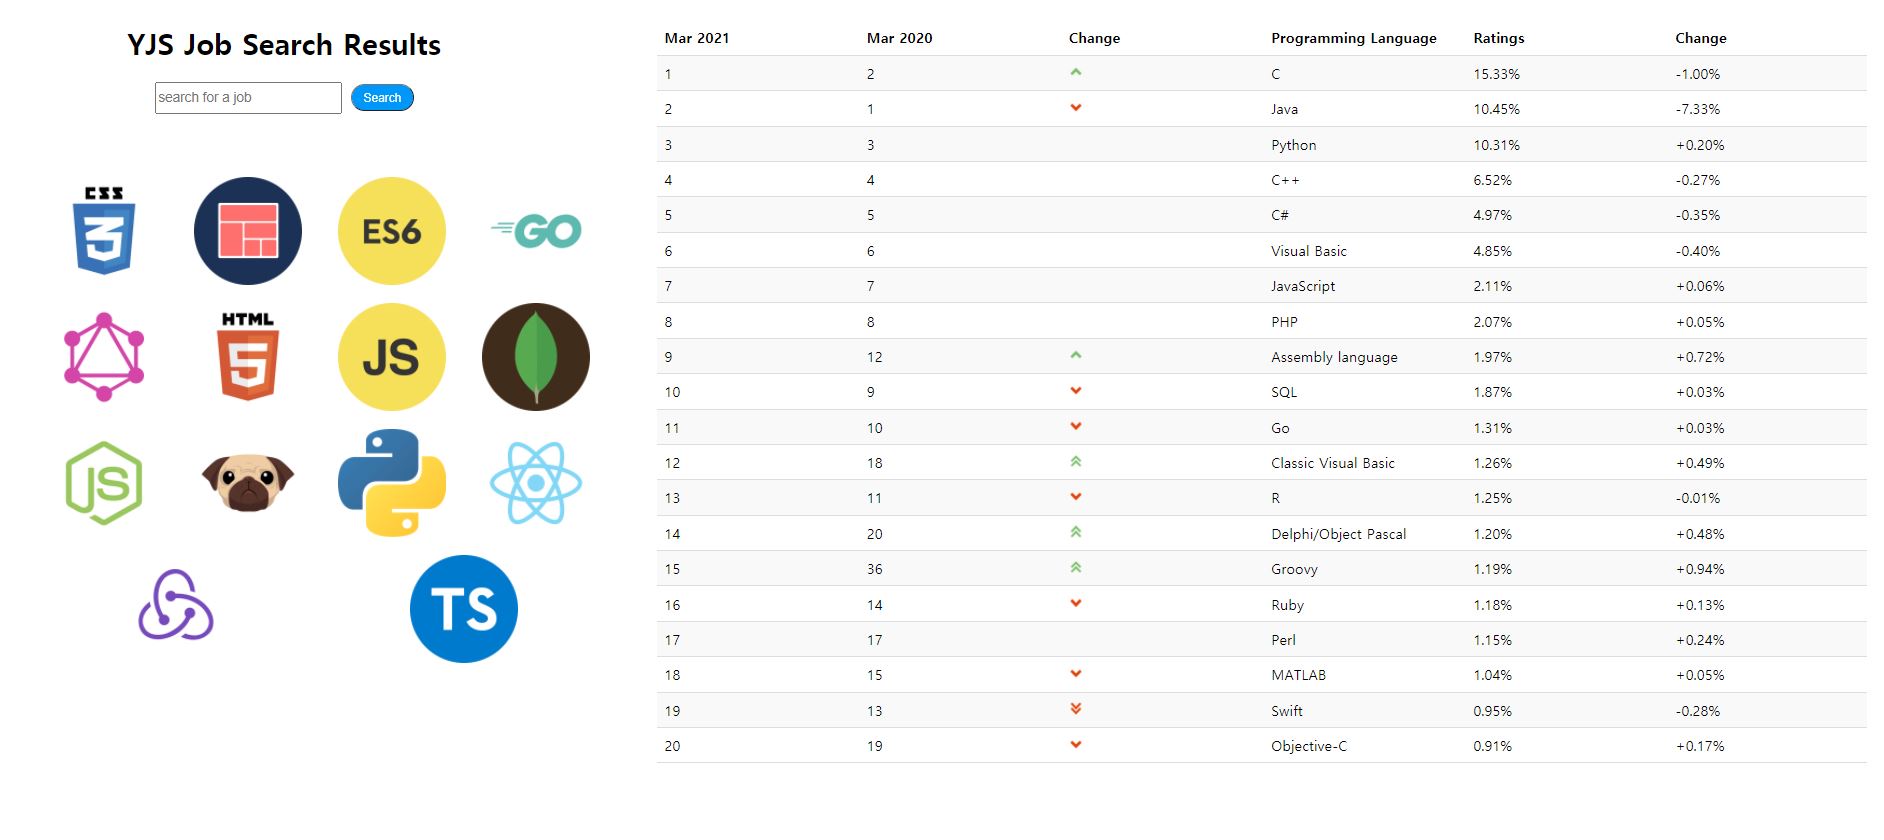 YJS Job Search Results
search for a job
Search
CSS
3
ES6
GO
HTML
5
JS
JS
TS
Mar 2021 Mar 2020 Change Programming Language Ratings Change
1 2 C 15.33% -1.00%
2 1 Java 10.45% -7.33%
3 3 Python 10.31% +0.20%
4 4 C++ 6.52% -0.27%
5 5 C# 4.97% -0.35%
6 6 Visual Basic 4.85% -0.40%
7 7 JavaScript 2.11% +0.06%
8 8 PHP 2.07% +0.05%
9 12 Assembly language 1.97% +0.72%
10 9 SQL 1.87% +0.03%
11 10 Go 1.31% +0.03%
12 18 Classic Visual Basic 1.26% +0.49%
13 11 R 1.25% -0.01%
14 20 Delphi/Object Pascal 1.20% +0.48%
15 36 Groovy 1.19% +0.94%
16 14 Ruby 1.18% +0.13%
17 17 Perl 1.15% +0.24%
18 15 MATLAB 1.04% +0.05%
19 13 Swift 0.95% -0.28%
20 19 Objective-C 0.91% +0.17%